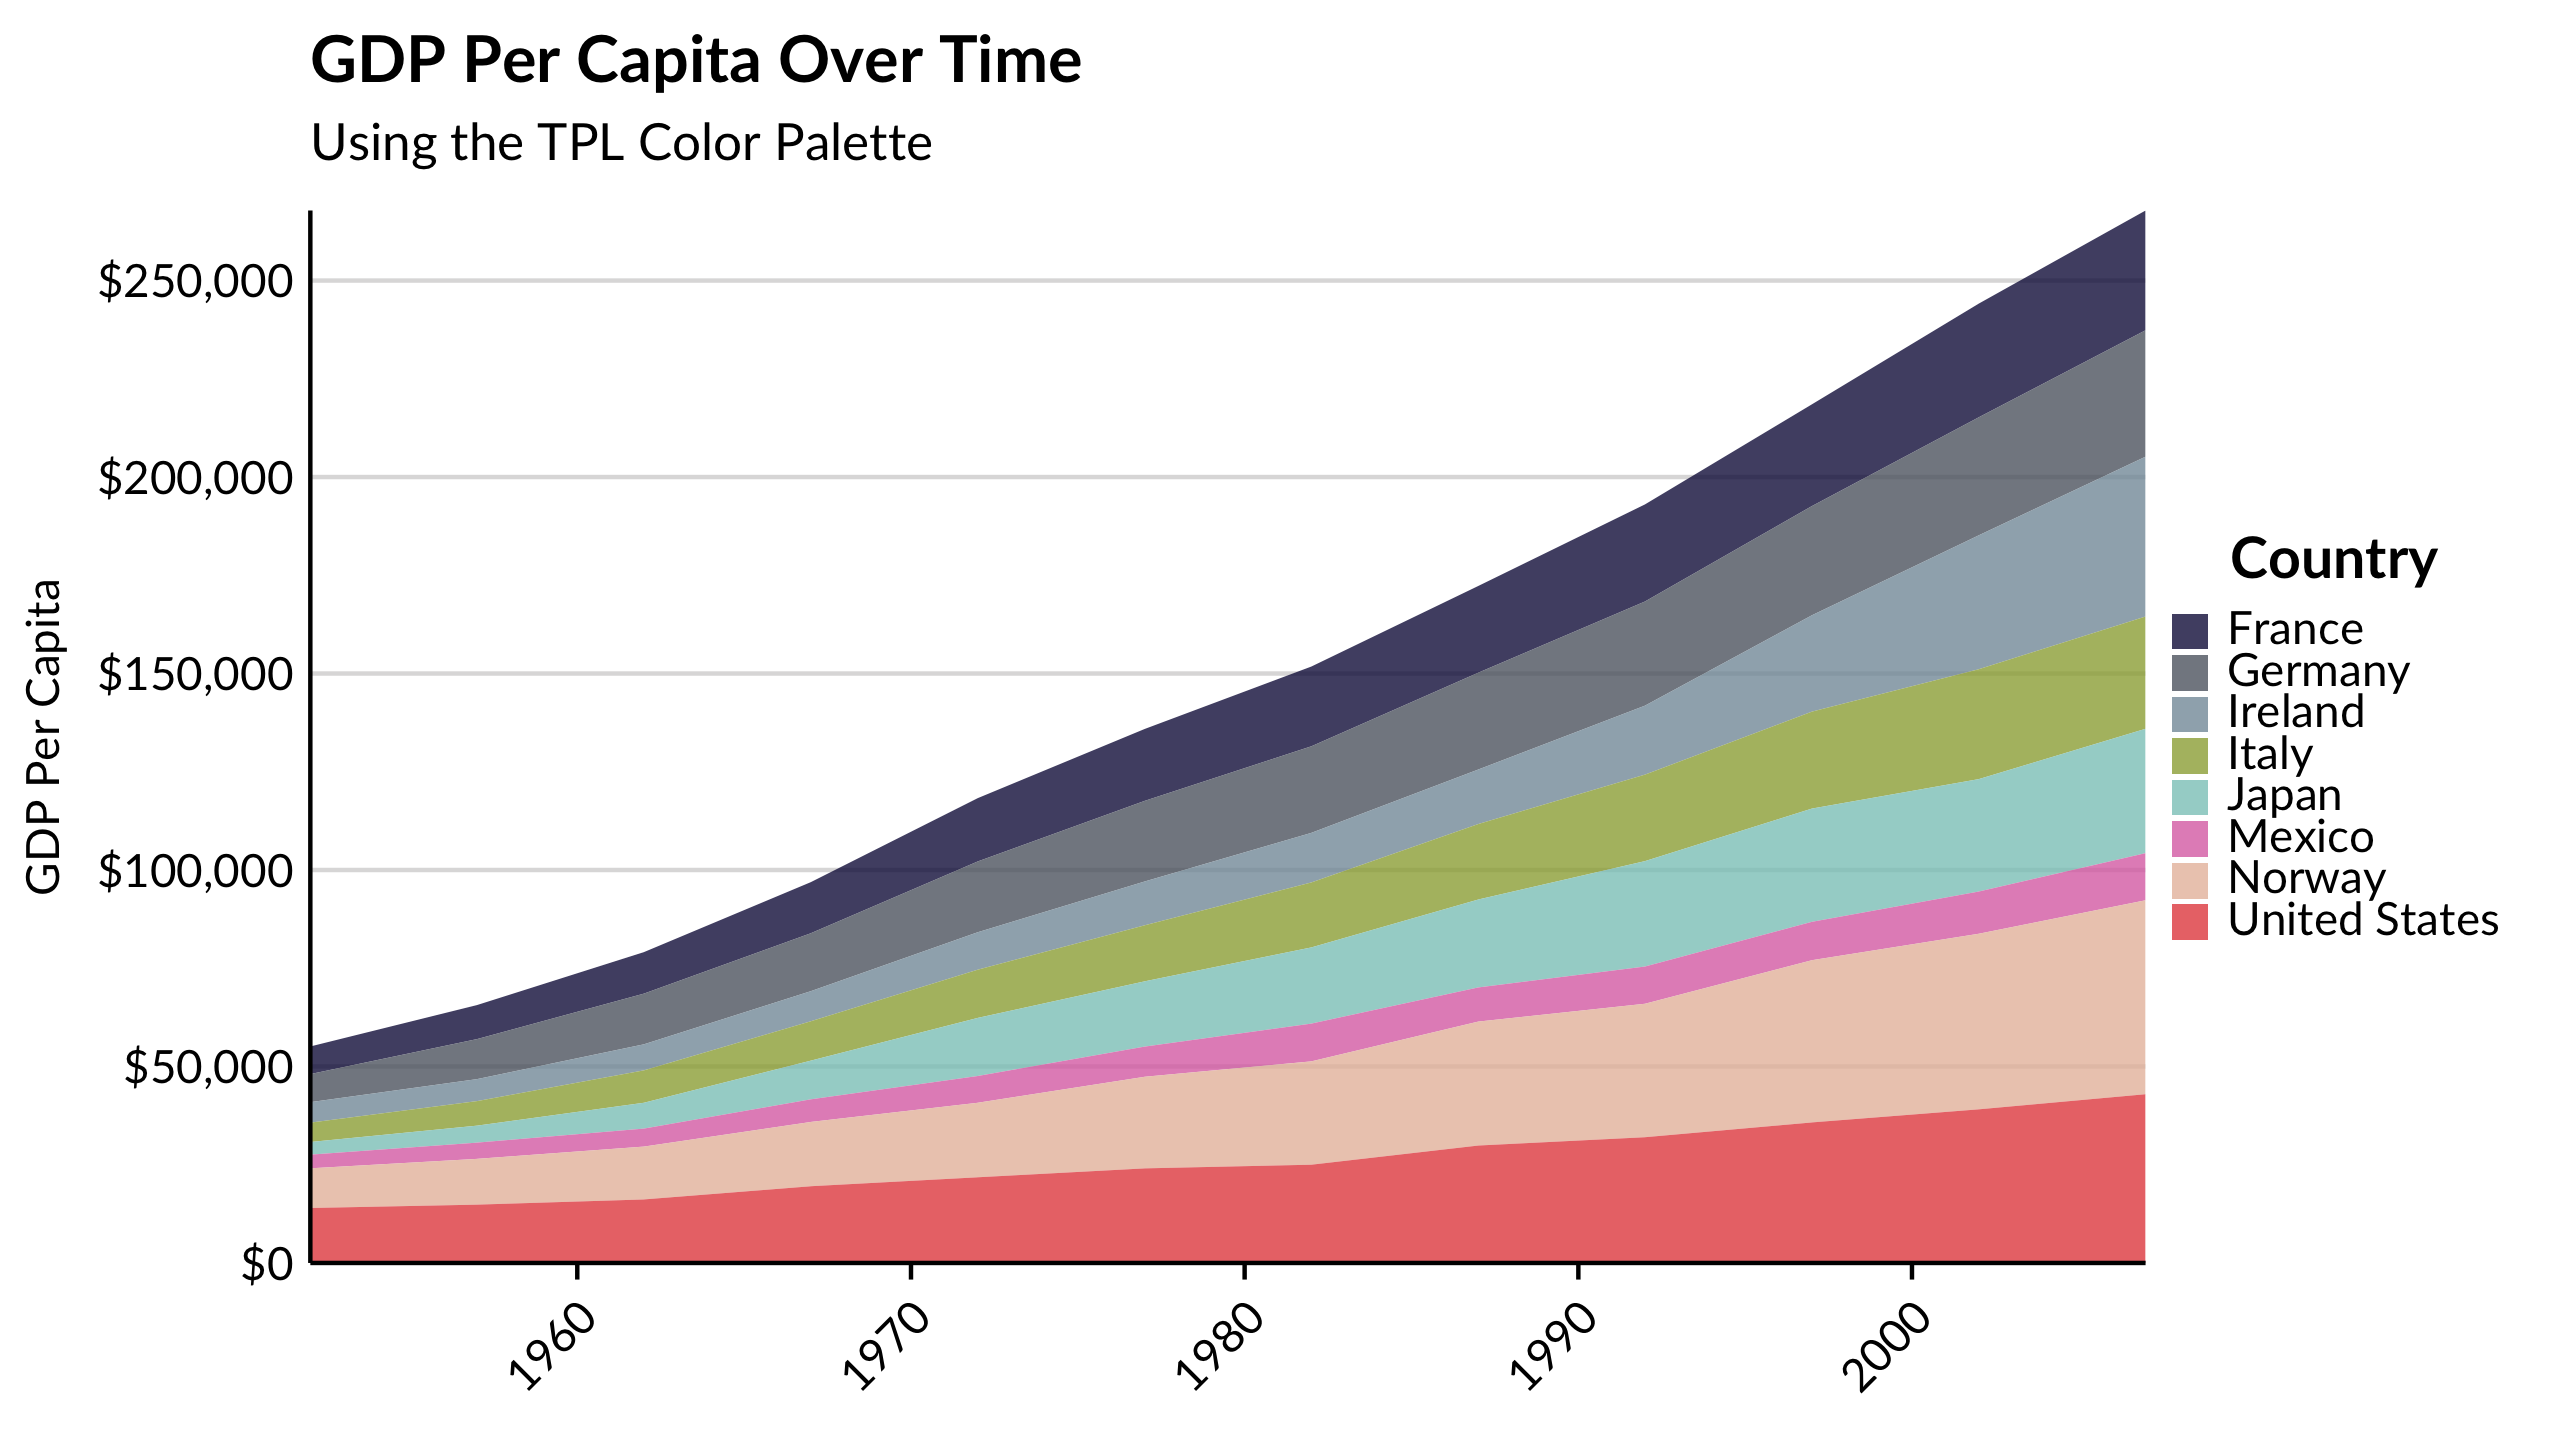 GDP Per Capita Over Time
Using the TPL Color Palette
GDP Per Capita
$250,000
$200,000
$150,000
$100,000
$50,000
$0
1960
1970
1980
1990
2000
Country
France
Germany
Ireland
Italy
Japan
Mexico
Norway
United States